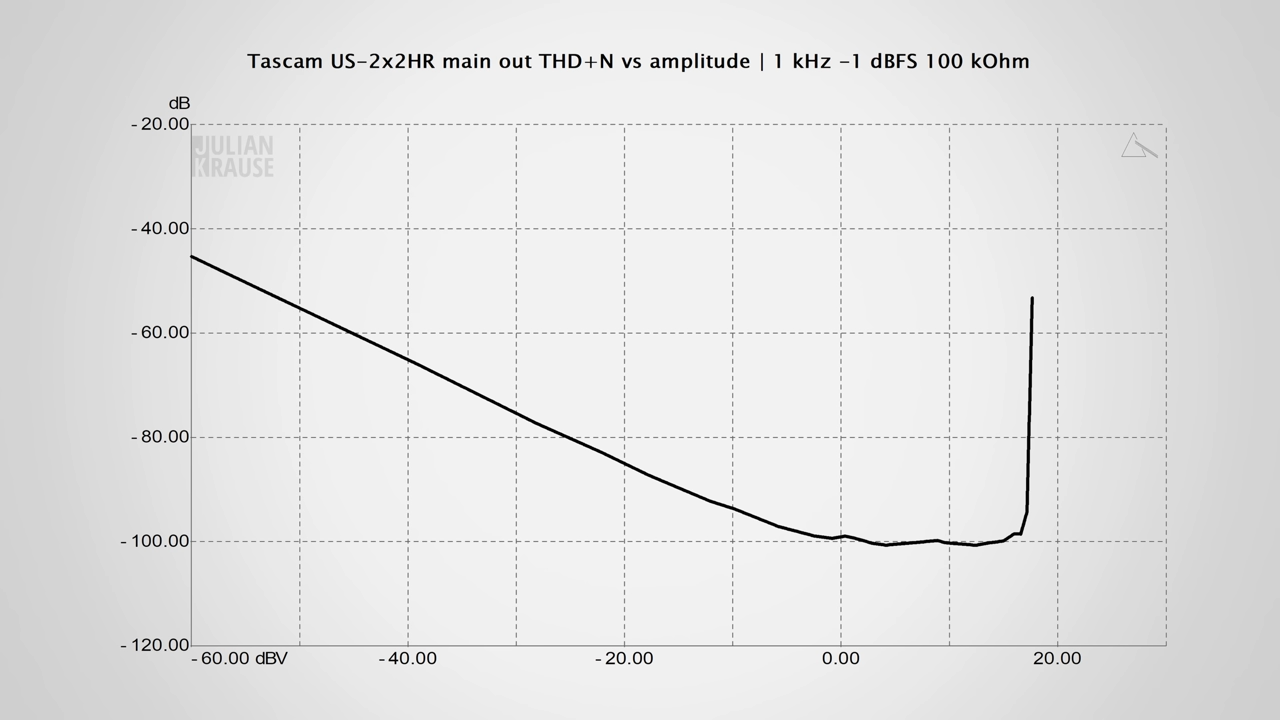 Tascam US-2x2HR main out THD+N vs amplitude | 1 kHz -1 dBFS 100 kOhm
dB
-20.00
JULIAN
KRAUSE
-40.00
-60.00
-80.00
-100.00
-120.00
-60.00 dBV -40.00 -20.00 0.00 20.00